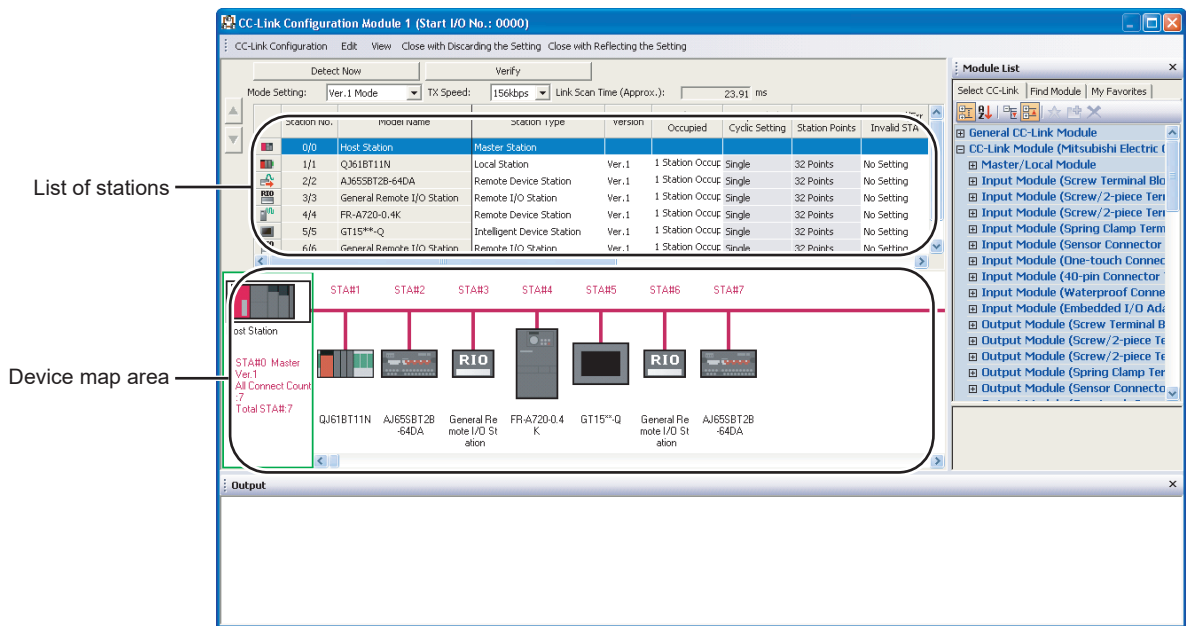 CC-Link Configuration Module 1 (Start I/O No.: 0000)
CC-Link Configuration Edit View Close with Discarding the Setting Close with Reflecting the Setting
Detect Now Verify
Mode Setting: Ver.1 Mode TX Speed: 156kbps Link Scan Time (Approx.): 23.91 ms
Station No. Model Name Station Type Version Occupied Cyclic Setting Station Points Invalid STA
0/0 Host Station Master Station
1/1 QJ61BT11N Local Station Ver.1 1 Station Occup Single 32 Points No Setting
2/2 AJ65SBT2B-64DA Remote Device Station Ver.1 1 Station Occup Single 32 Points No Setting
RIO 3/3 General Remote I/O Station Remote I/O Station Ver.1 1 Station Occup Single 32 Points No Setting
4/4 FR-A720-0.4K Remote Device Station Ver.1 1 Station Occup Single 32 Points No Setting
5/5 GT15**-Q Intelligent Device Station Ver.1 1 Station Occup Single 32 Points No Setting
6/6 General Remote I/O Station Remote I/O Station Ver.1 1 Station Occup Single 32 Points No Setting
List of stations
Device map area
STA#1 STA#2 STA#3 STA#4 STA#5 STA#6 STA#7
ost Station
STA#0 Master
Ver.1
All Connect Count
:7
Total STA#:7
RIO RIO
QJ61BT11N
AJ65SBT2B
-64DA
General Re
mote I/O St
ation
FR-A720-0.4
K
GT15**-Q
General Re
mote I/O St
ation
AJ65SBT2B
-64DA
Module List
Select CC-Link Find Module My Favorites
General CC-Link Module
CC-Link Module (Mitsubishi Electric (
Master/Local Module
Input Module (Screw Terminal Blo
Input Module (Screw/2-piece Terr
Input Module (Screw/2-piece Terr
Input Module (Spring Clamp Term
Input Module (Sensor Connector
Input Module (One-touch Connec
Input Module (40-pin Connector
Input Module (Waterproof Conne
Input Module (Embedded I/O Ada
Output Module (Screw Terminal B
Output Module (Screw/2-piece Te
Output Module (Screw/2-piece Te
Output Module (Spring Clamp Ter
Output Module (Sensor Connecto
Output